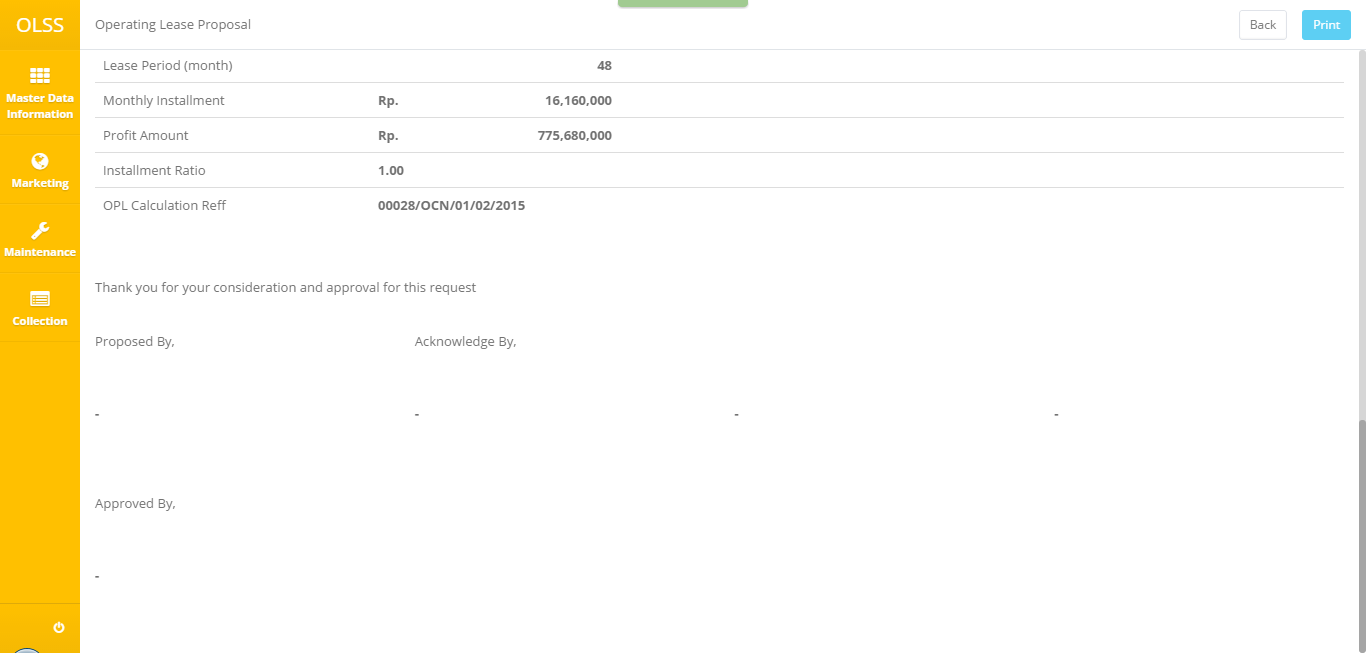 OLSS
Operating Lease Proposal
Back
Print
Master Data
Information
Marketing
Maintenance
Collection
Lease Period (month) 48
Monthly Installment Rp. 16,160,000
Profit Amount Rp. 775,680,000
Installment Ratio 1.00
OPL Calculation Reff 00028/OCN/01/02/2015
Thank you for your consideration and approval for this request
Proposed By, Acknowledge By,
- - - -
Approved By,
-